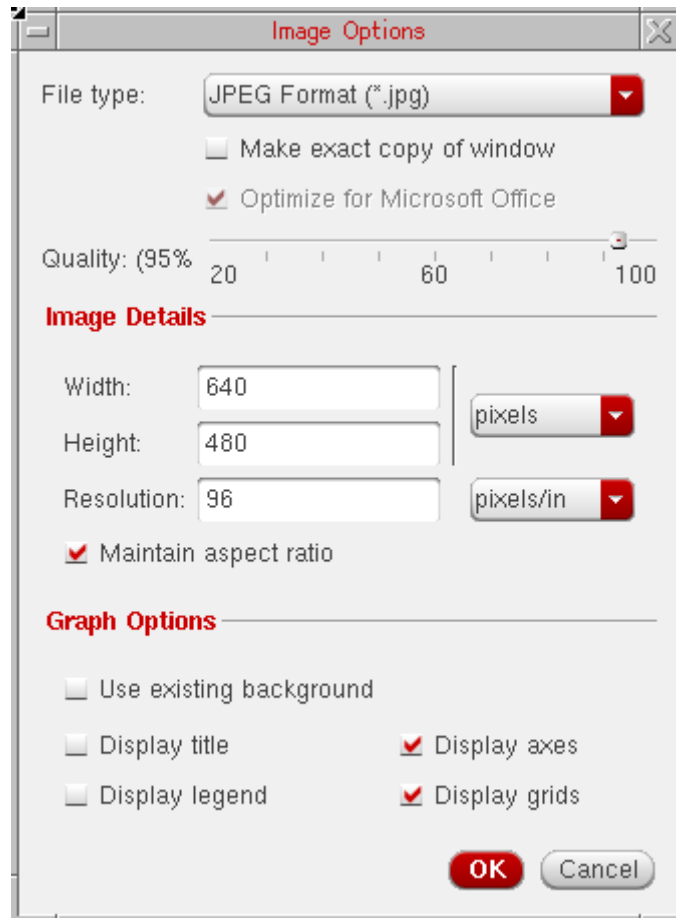 Image Options
File type: JPEG Format (*.jpg)
Make exact copy of window
Optimize for Microsoft Office
Quality: (95%
20 60 100
Image Details
Width: 640
pixels
Height: 480
Resolution: 96 pixels/in
Maintain aspect ratio
Graph Options
Use existing background
Display title Display axes
Display legend Display grids
OK Cancel